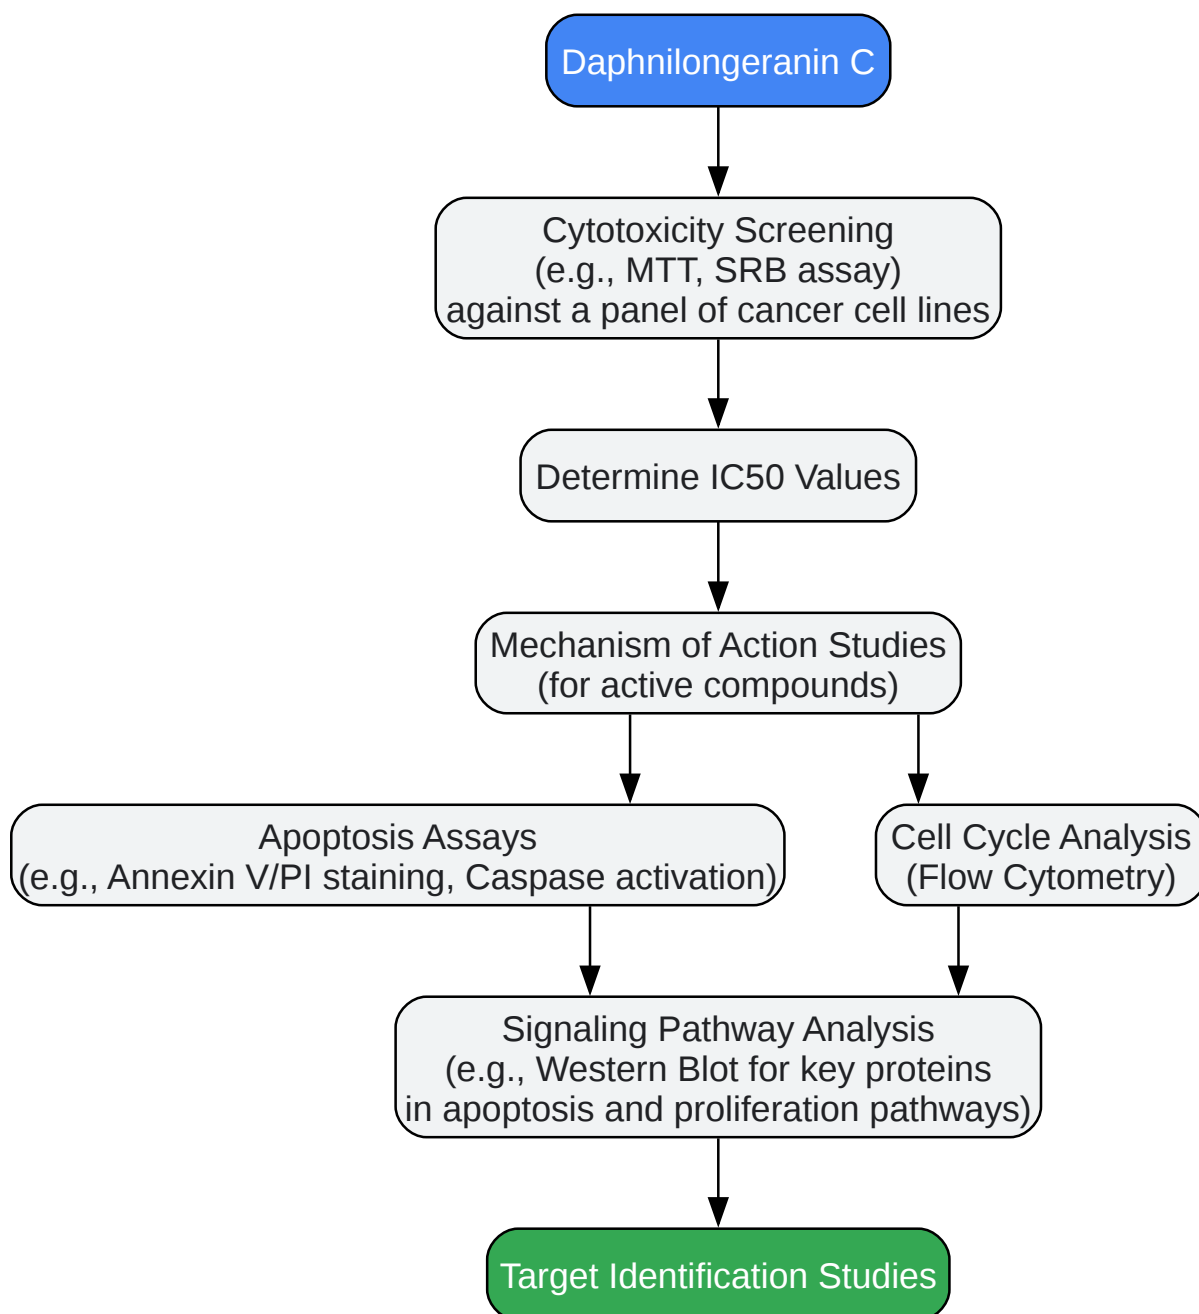 Daphnilongeranin C
Cytotoxicity Screening
(e.g., MTT, SRB assay)
against a panel of cancer cell lines
Determine IC50 Values
Mechanism of Action Studies
(for active compounds)
Apoptosis Assays
(e.g., Annexin V/PI staining, Caspase activation)
Cell Cycle Analysis
(Flow Cytometry)
Signaling Pathway Analysis
(e.g., Western Blot for key proteins
in apoptosis and proliferation pathways)
Target Identification Studies